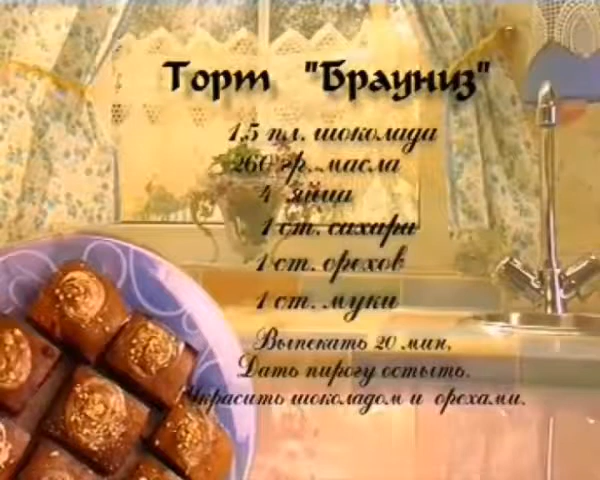 Торт "Брауниз"
1,5 пл. шоколада
260 гр. масла
4 яйца
1 ст. сахара
1 ст. орехов
1 ст. муки
Выпекать 20 мин,
Дать пирогу остыть.
Украсить шоколадом и орехами.